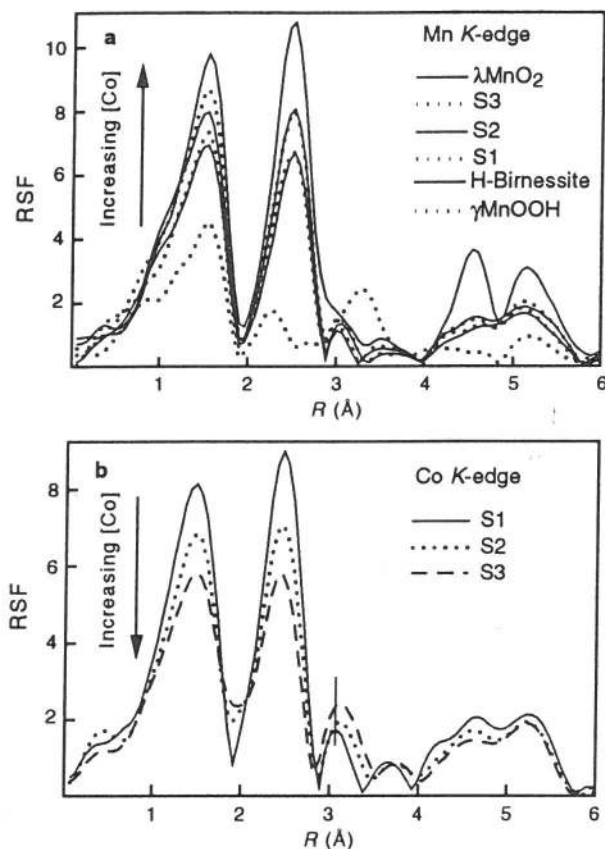 a
Mn K-edge
λMnO2
S3
S2
S1
H-Birnessite
γMnOOH
Increasing [Co]
RSF
10
8
6
4
2
1 2 3 4 5 6
R (Å)
b
Co K-edge
S1
S2
S3
Increasing [Co]
RSF
8
6
4
2
1 2 3 4 5 6
R (Å)